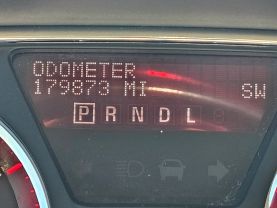 ODOMETER
179873 MI SW
P R N D L